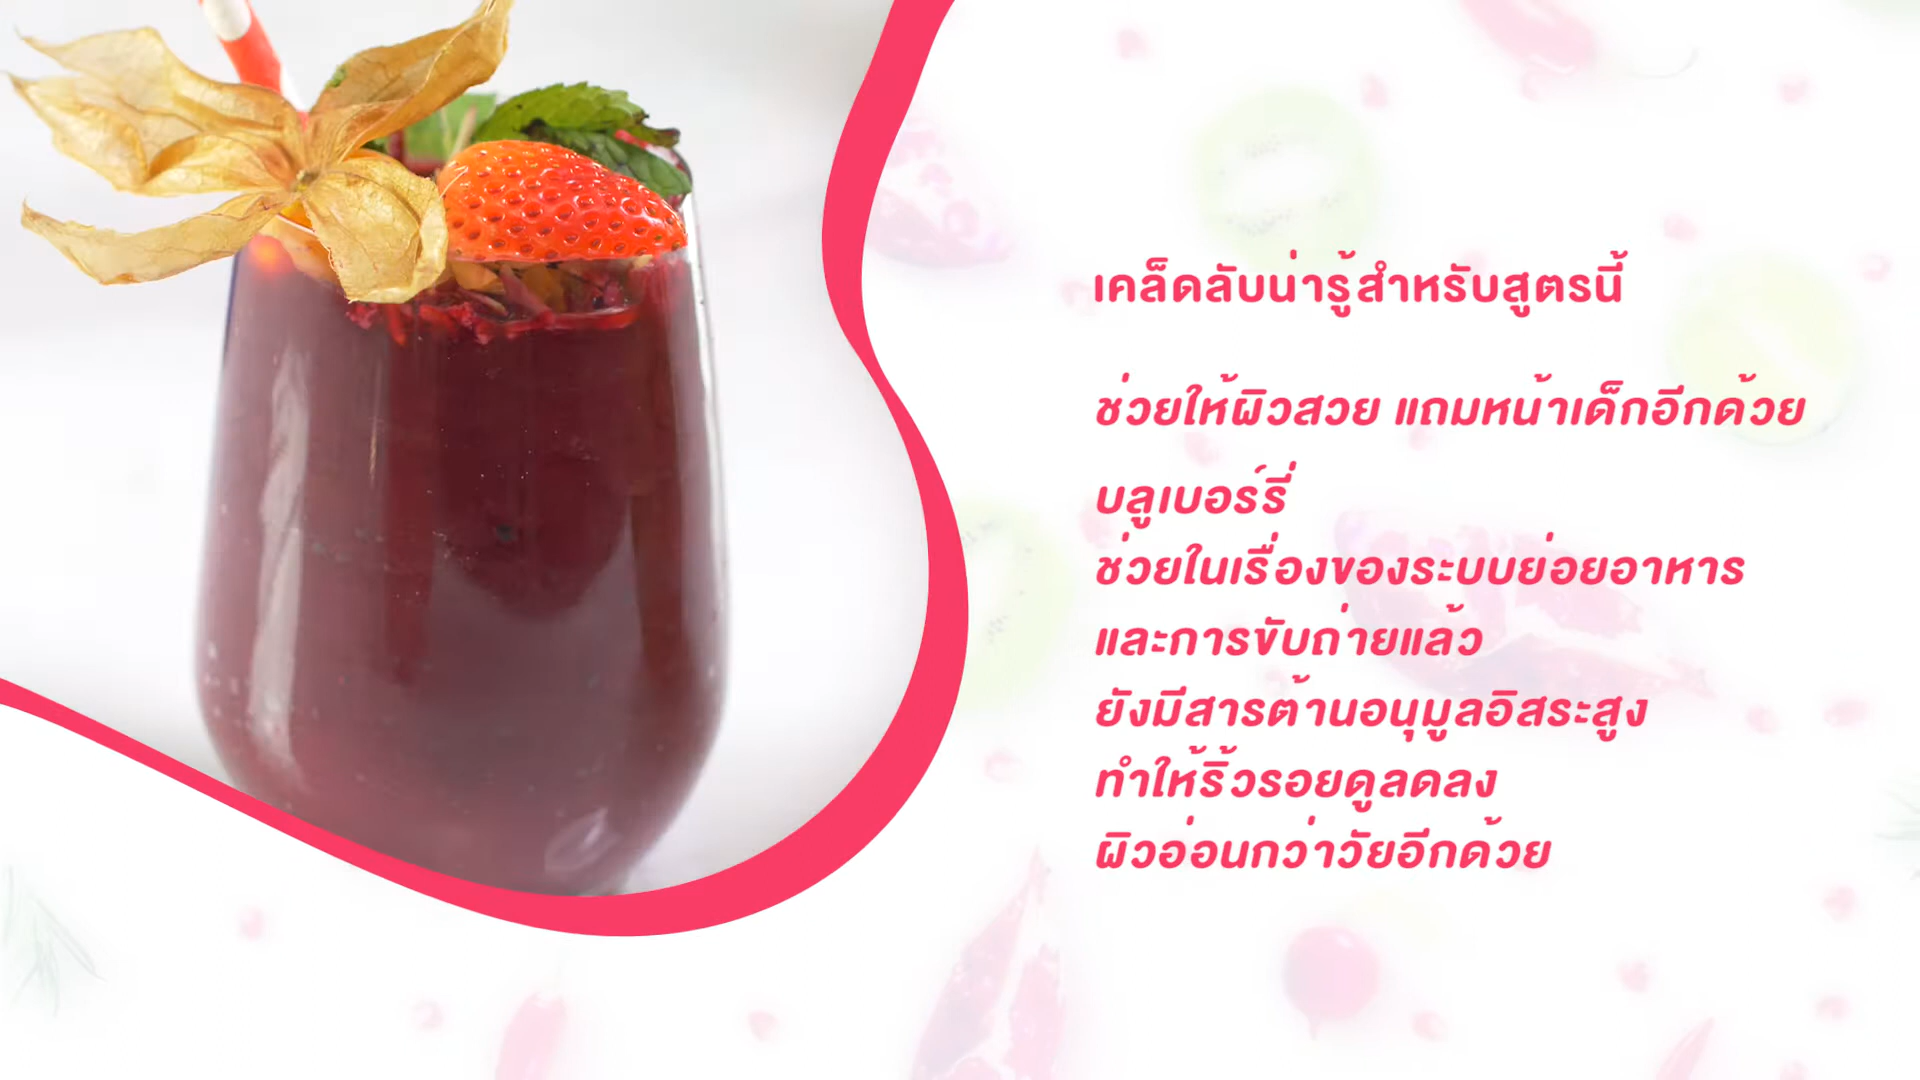 เคล็ดลับน่ารู้สำหรับสูตรนี้
ช่วยให้ผิวสวย แถมหน้าเด็กอีกด้วย
บลูเบอร์รี่
ช่วยในเรื่องของระบบย่อยอาหาร
และการขับถ่ายแล้ว
ยังมีสารต้านอนุมูลอิสระสูง
ทำให้ริ้วรอยดูลดลง
ผิวอ่อนกว่าวัยอีกด้วย